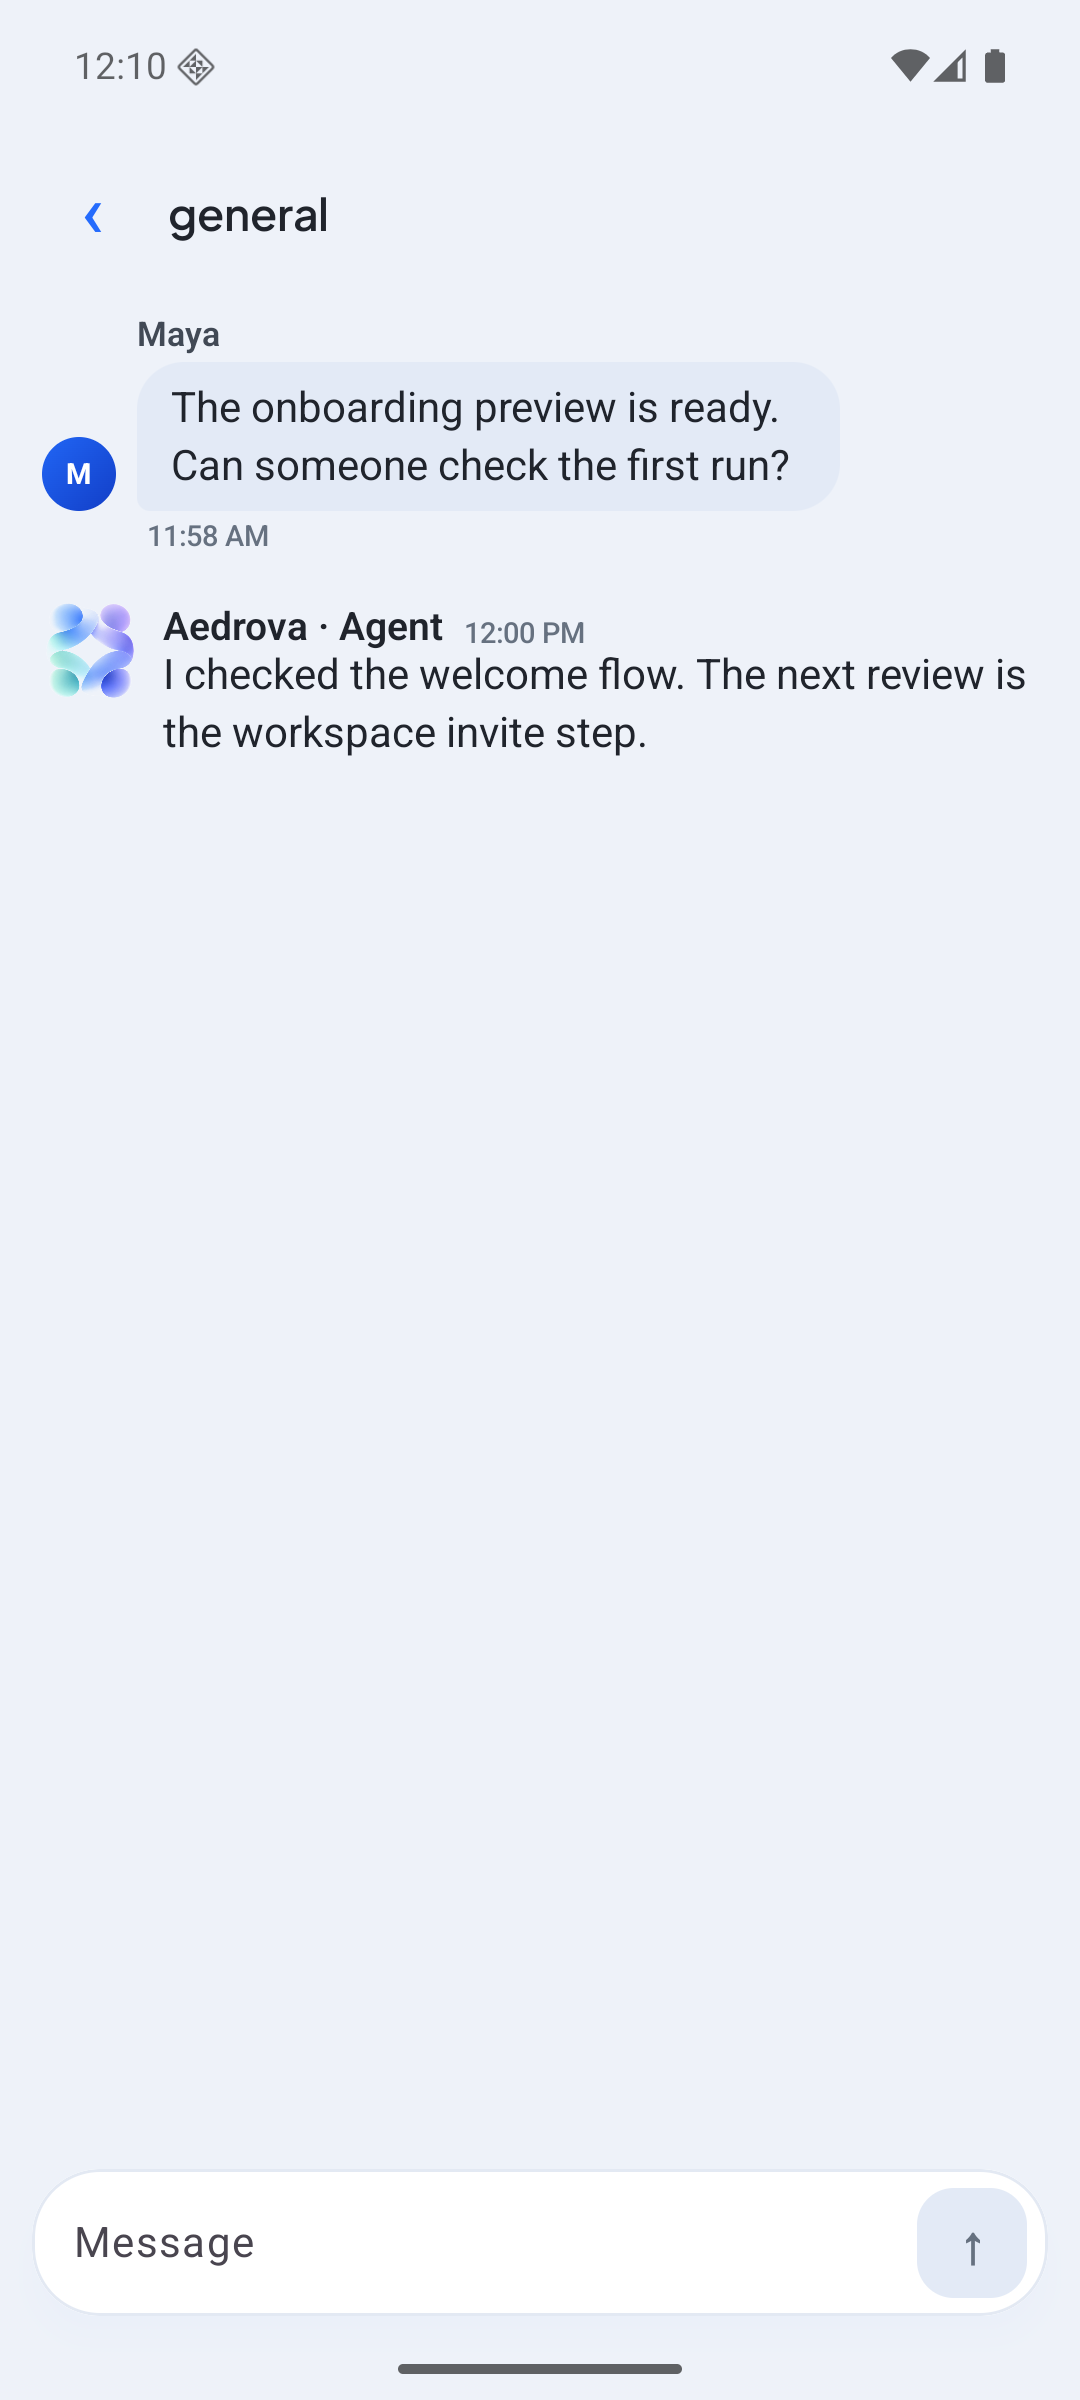 12:10
general
Maya
The onboarding preview is ready.
Can someone check the first run?
M
11:58 AM
Aedrova · Agent 12:00 PM
I checked the welcome flow. The next review is
the workspace invite step.
Message